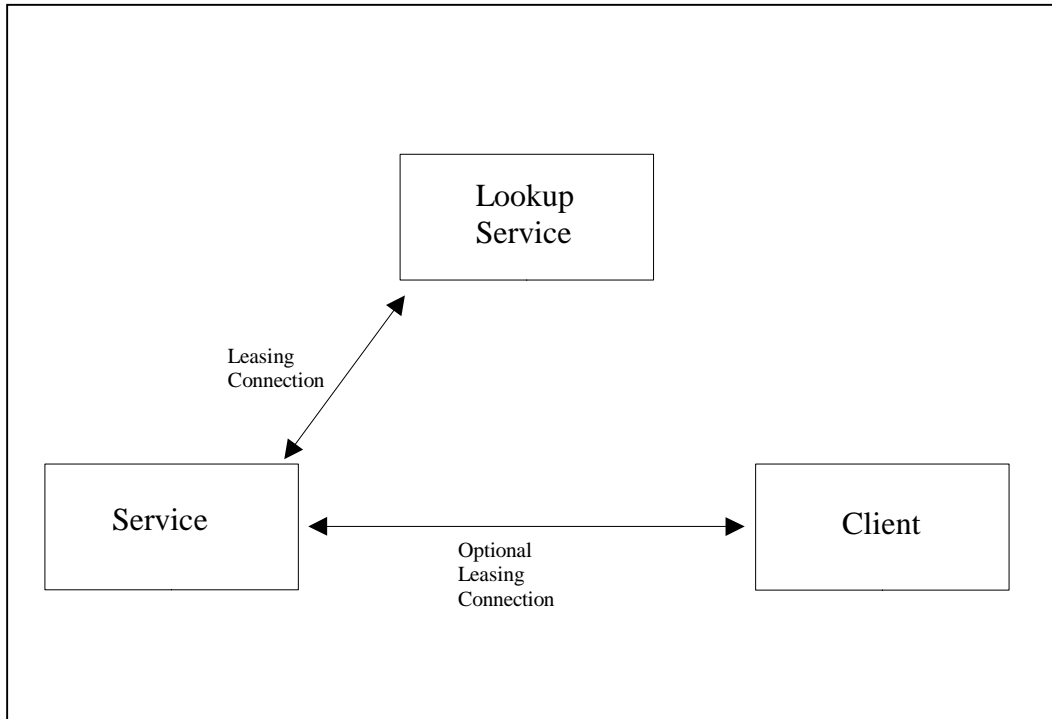 Lookup
Service
Leasing
Connection
Service
Client
Optional
Leasing
Connection